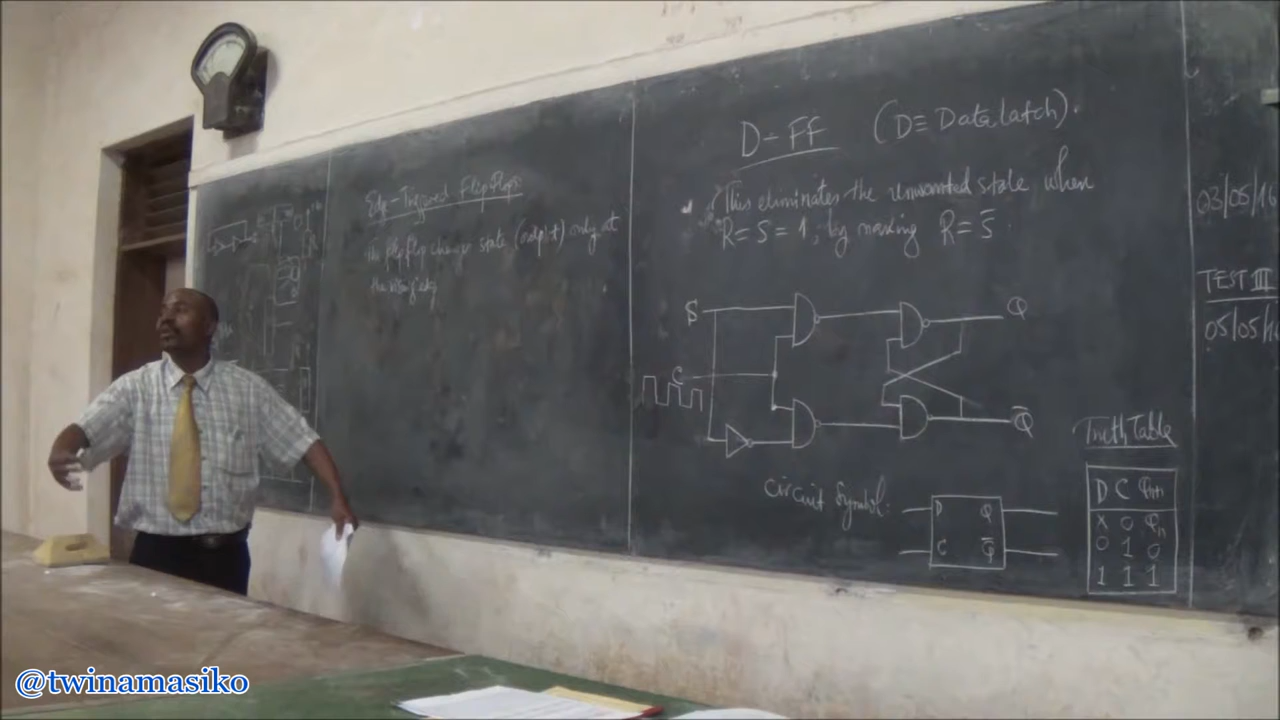 Edge-Triggered Flip Flops
The flip flop changes state (output) only at
the rising edge
D-FF (D≡Data latch).
This eliminates the unwanted state when
R=S=1, by making R=S̄.
S
C
Q
Q̄
Circuit Symbol:
D Q
C Q̄
Truth Table
D C Qn+1
X 0 Qn
0 1 0
1 1 1
03/05/16
TEST III
05/05/16
@twinamasiko